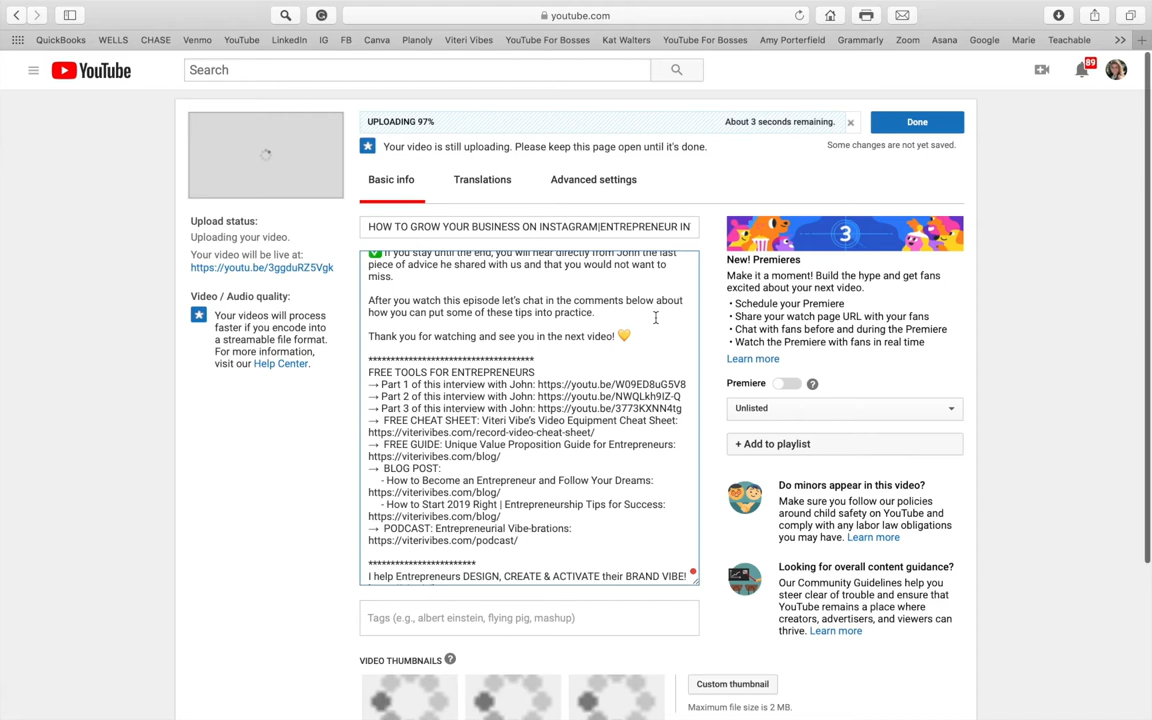 youtube.com
QuickBooks WELLS CHASE Venmo YouTube LinkedIn IG FB Canva Planoly Viteri Vibes YouTube For Bosses Kat Walters YouTube For Bosses Amy Porterfield Grammarly Zoom Asana Google Marie Teachable
YouTube
Search
89
UPLOADING 97%
About 3 seconds remaining.
Done
Your video is still uploading. Please keep this page open until it's done.
Some changes are not yet saved.
Basic info
Translations
Advanced settings
Upload status:
Uploading your video.
Your video will be live at:
https://youtu.be/3ggduRZ5Vgk
Video / Audio quality:
Your videos will process
faster if you encode into
a streamable file format.
For more information,
visit our Help Center.
HOW TO GROW YOUR BUSINESS ON INSTAGRAM|ENTREPRENEUR IN
✅ If you stay until the end, you will hear directly from John the last
piece of advice he shared with us and that you would not want to
miss.
After you watch this episode let's chat in the comments below about
how you can put some of these tips into practice.
Thank you for watching and see you in the next video! 💛
*************************************
FREE TOOLS FOR ENTREPRENEURS
→ Part 1 of this interview with John: https://youtu.be/W09ED8uG5V8
→ Part 2 of this interview with John: https://youtu.be/NWQLkh9IZ-Q
→ Part 3 of this interview with John: https://youtu.be/3773KXNN4tg
→ FREE CHEAT SHEET: Viteri Vibe's Video Equipment Cheat Sheet:
https://viterivibes.com/record-video-cheat-sheet/
→ FREE GUIDE: Unique Value Proposition Guide for Entrepreneurs:
https://viterivibes.com/blog/
→ BLOG POST:
- How to Become an Entrepreneur and Follow Your Dreams:
https://viterivibes.com/blog/
- How to Start 2019 Right | Entrepreneurship Tips for Success:
https://viterivibes.com/blog/
→ PODCAST: Entrepreneurial Vibe-brations:
https://viterivibes.com/podcast/
************************
I help Entrepreneurs DESIGN, CREATE & ACTIVATE their BRAND VIBE!
Tags (e.g., albert einstein, flying pig, mashup)
VIDEO THUMBNAILS ?
Custom thumbnail
Maximum file size is 2 MB.
3
New! Premieres
Make it a moment! Build the hype and get fans
excited about your next video.
• Schedule your Premiere
• Share your watch page URL with your fans
• Chat with fans before and during the Premiere
• Watch the Premiere with fans in real time
Learn more
Premiere ?
Unlisted
+ Add to playlist
Do minors appear in this video?
Make sure you follow our policies
around child safety on YouTube and
comply with any labor law obligations
you may have. Learn more
Looking for overall content guidance?
Our Community Guidelines help you
steer clear of trouble and ensure that
YouTube remains a place where
creators, advertisers, and viewers can
thrive. Learn more